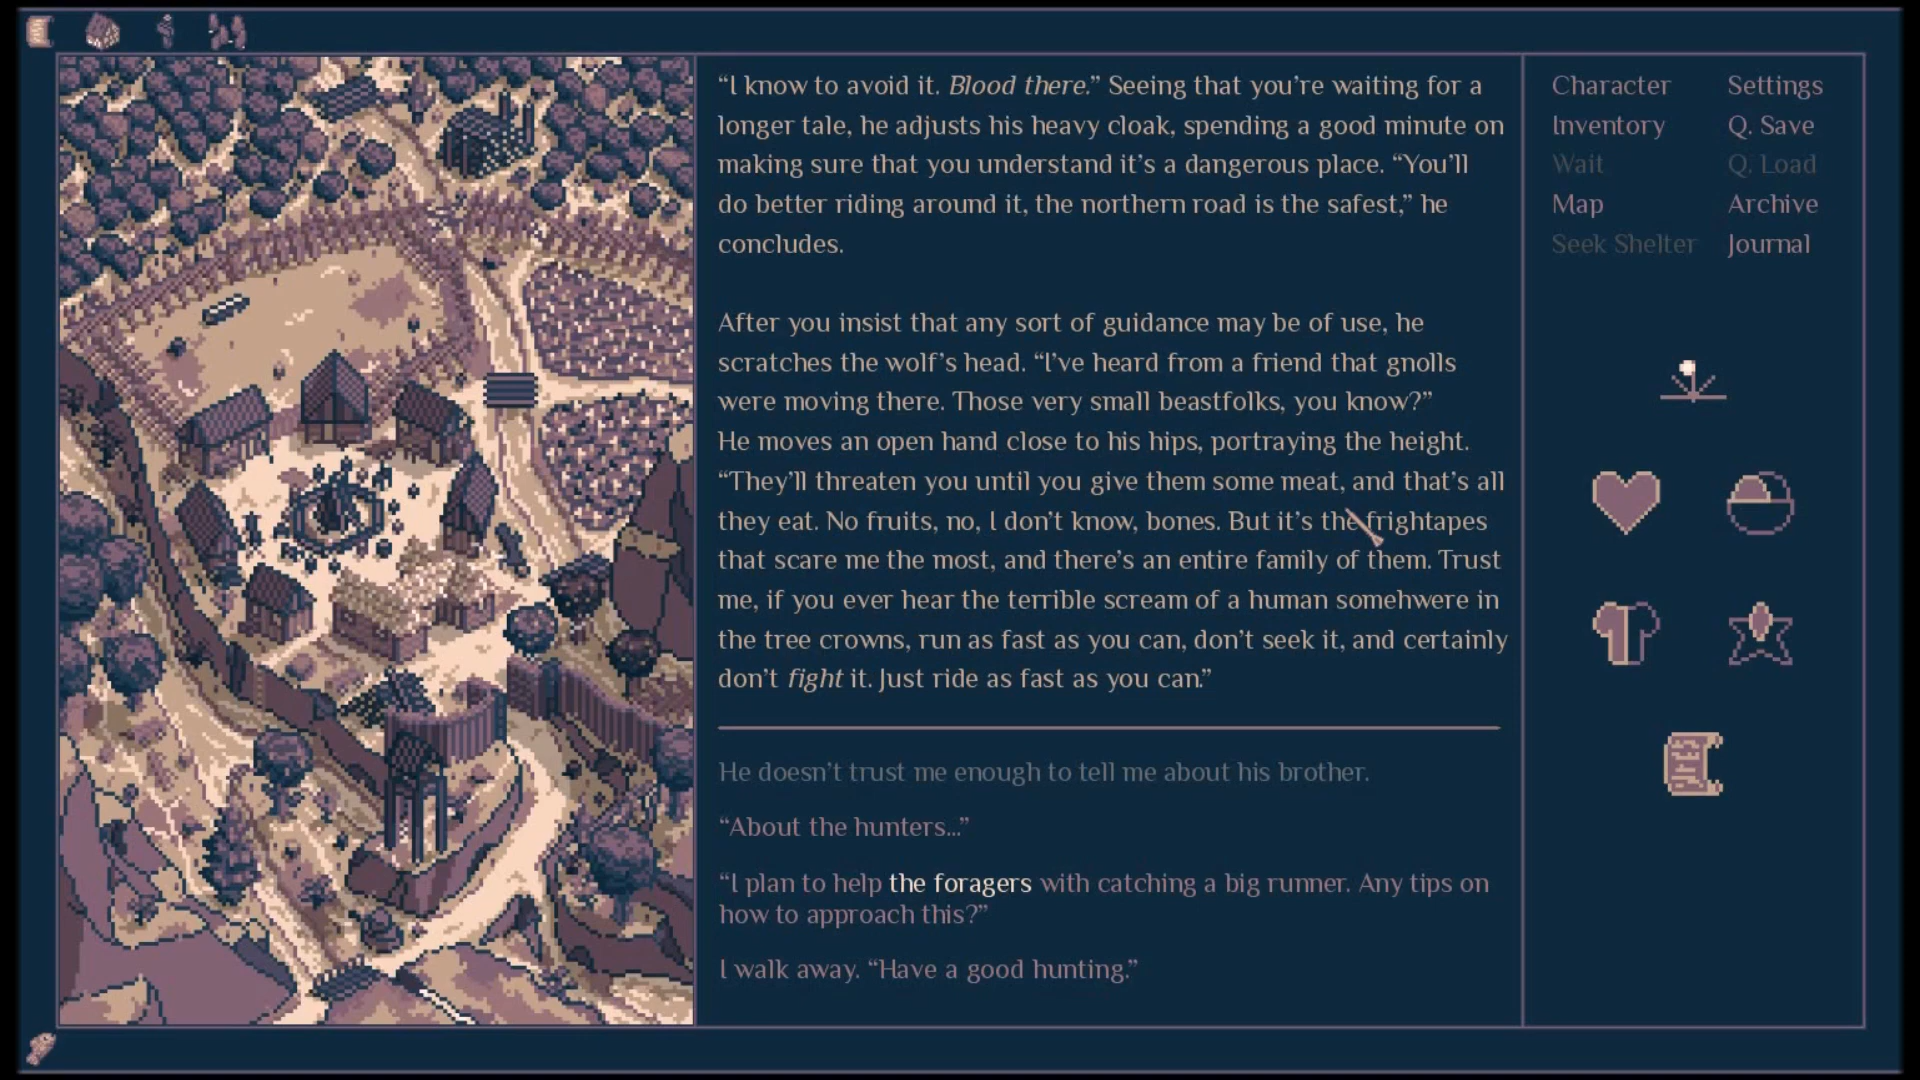 “I know to avoid it. Blood there.” Seeing that you’re waiting for a
longer tale, he adjusts his heavy cloak, spending a good minute on
making sure that you understand it’s a dangerous place. “You’ll
do better riding around it, the northern road is the safest,” he
concludes.
After you insist that any sort of guidance may be of use, he
scratches the wolf’s head. “I’ve heard from a friend that gnolls
were moving there. Those very small beastfolks, you know?”
He moves an open hand close to his hips, portraying the height.
“They’ll threaten you until you give them some meat, and that’s all
they eat. No fruits, no, I don’t know, bones. But it’s the frightapes
that scare me the most, and there’s an entire family of them. Trust
me, if you ever hear the terrible scream of a human somehwere in
the tree crowns, run as fast as you can, don’t seek it, and certainly
don’t fight it. Just ride as fast as you can.”
He doesn’t trust me enough to tell me about his brother.
“About the hunters...”
“I plan to help the foragers with catching a big runner. Any tips on
how to approach this?”
I walk away. “Have a good hunting.”
Character
Settings
Inventory
Q. Save
Wait
Q. Load
Map
Archive
Seek Shelter
Journal